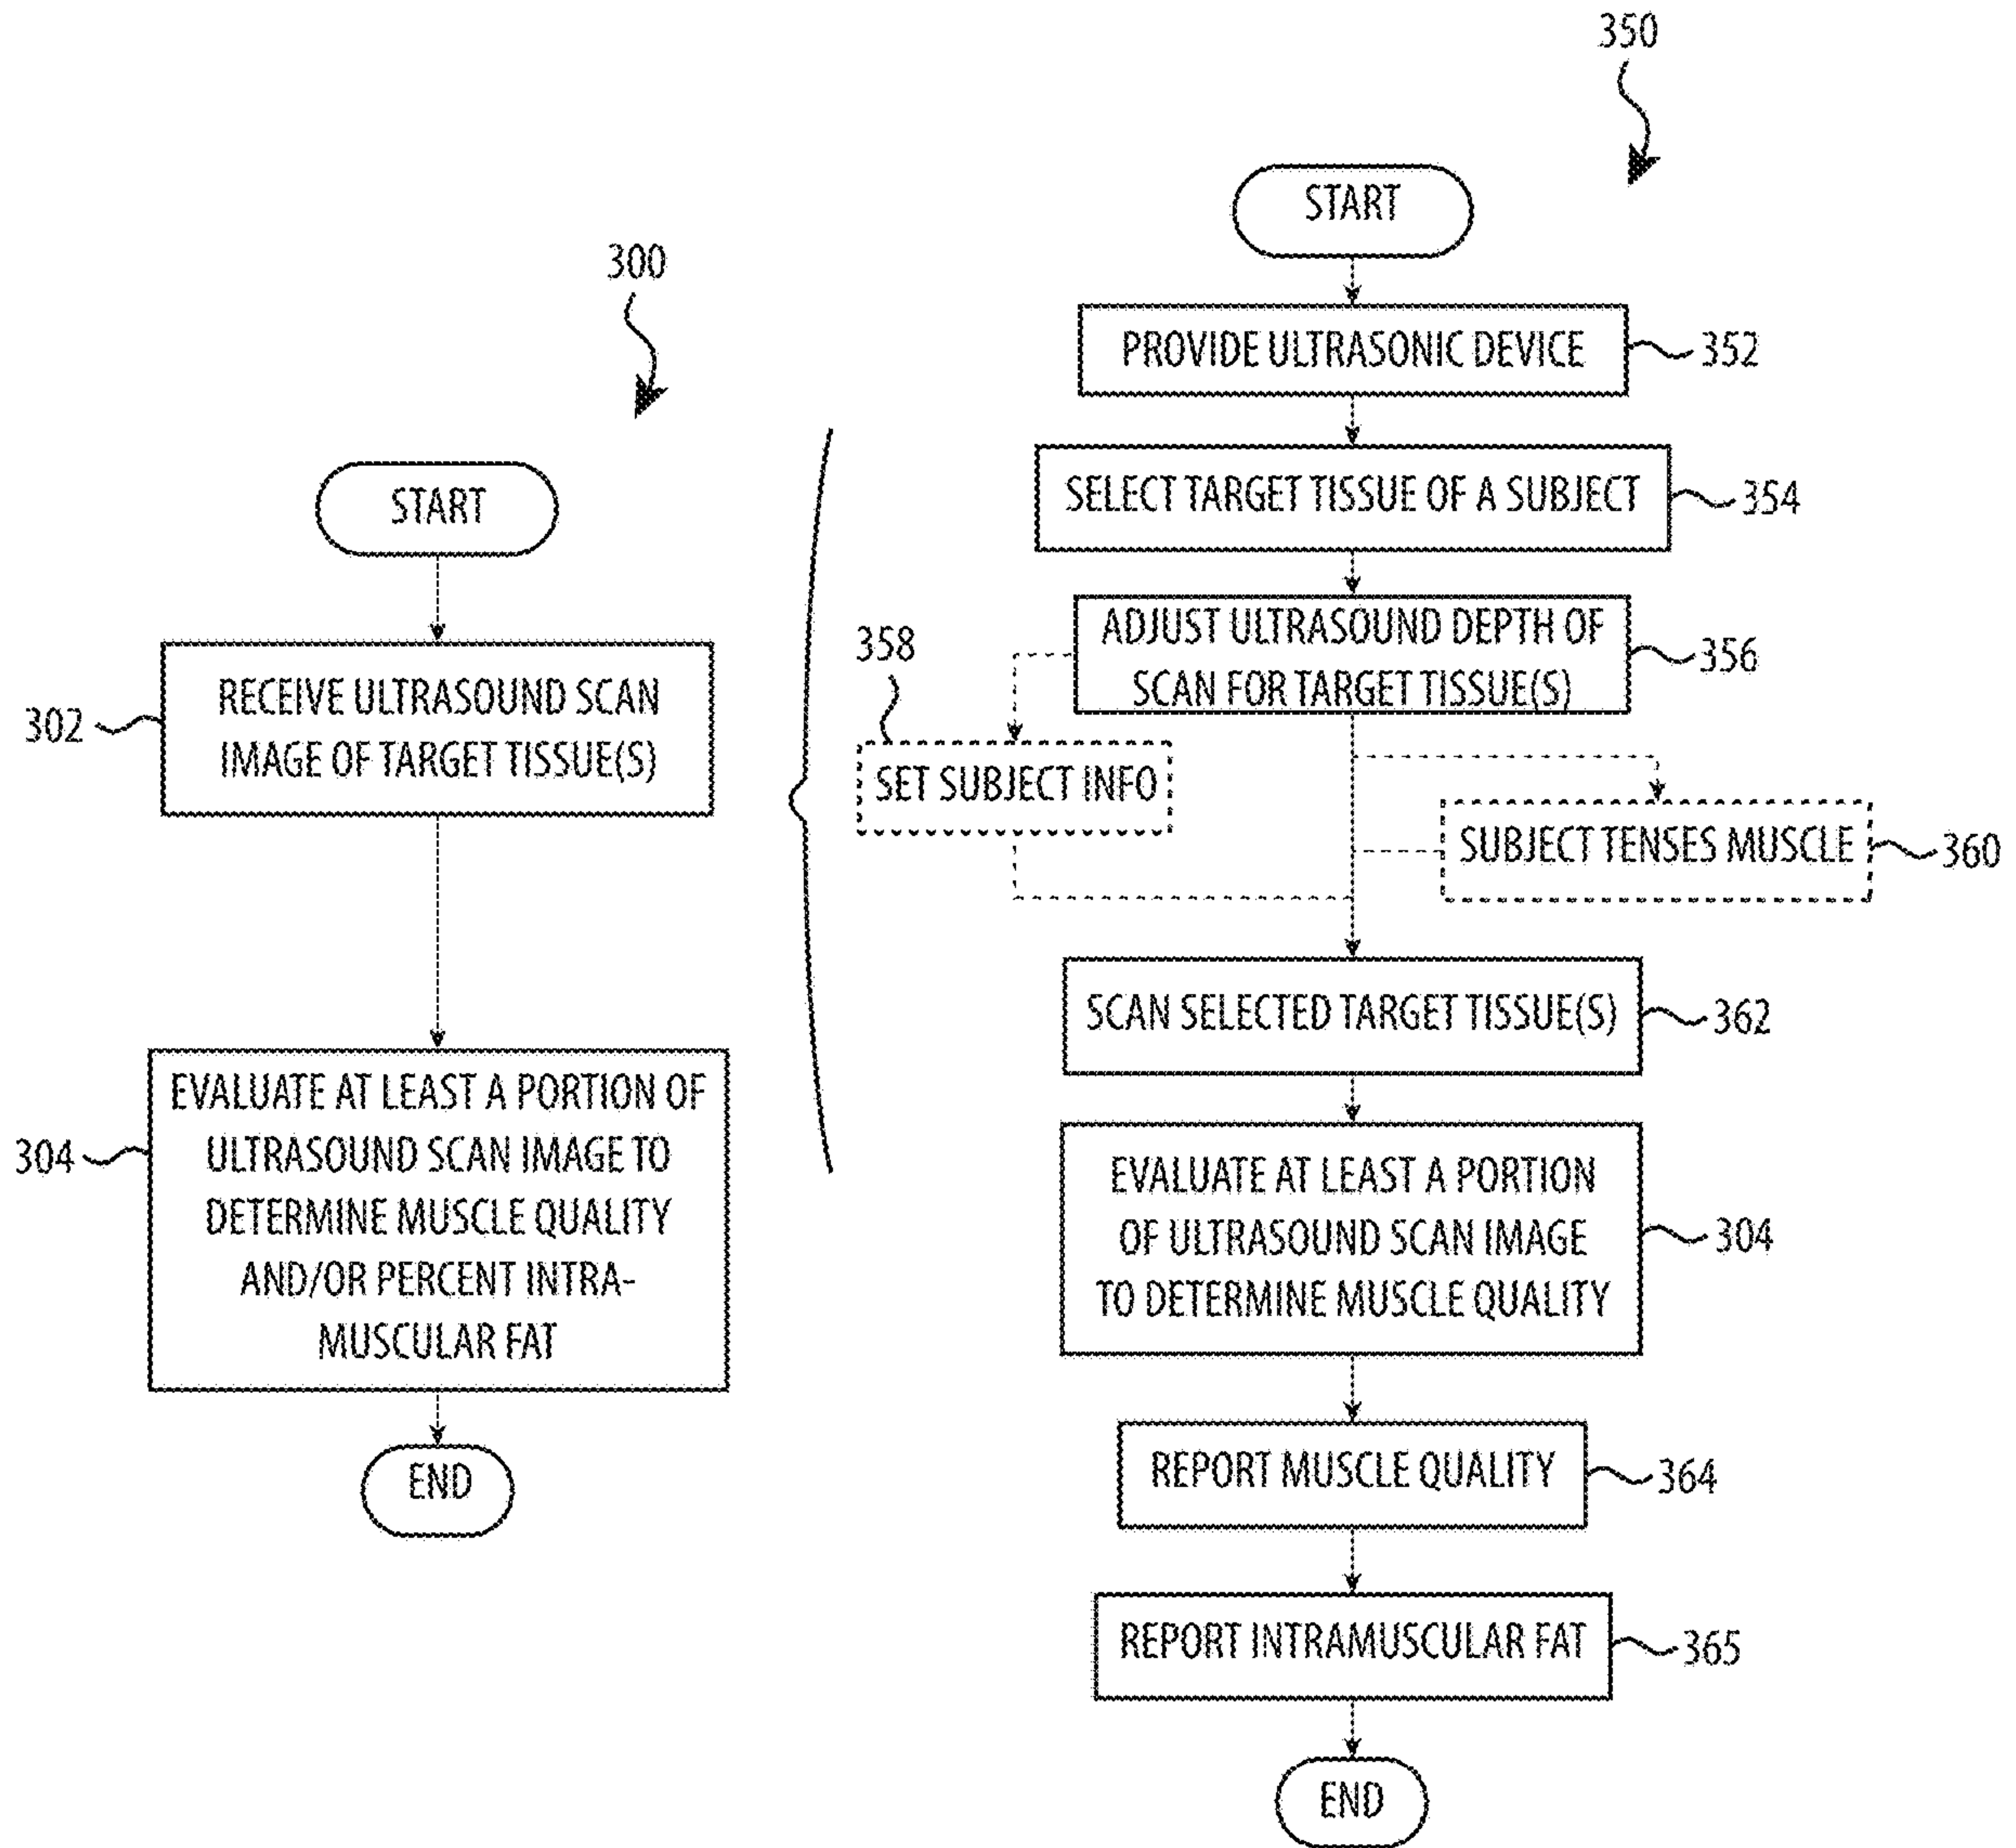 300
START
302
RECEIVE ULTRASOUND SCAN
IMAGE OF TARGET TISSUE(S)
304
EVALUATE AT LEAST A PORTION OF
ULTRASOUND SCAN IMAGE TO
DETERMINE MUSCLE QUALITY
AND/OR PERCENT INTRA-
MUSCULAR FAT
END
350
START
PROVIDE ULTRASONIC DEVICE
352
SELECT TARGET TISSUE OF A SUBJECT
354
ADJUST ULTRASOUND DEPTH OF
SCAN FOR TARGET TISSUE(S)
356
358
SET SUBJECT INFO
SUBJECT TENSES MUSCLE
360
SCAN SELECTED TARGET TISSUE(S)
362
EVALUATE AT LEAST A PORTION
OF ULTRASOUND SCAN IMAGE
TO DETERMINE MUSCLE QUALITY
304
REPORT MUSCLE QUALITY
364
REPORT INTRAMUSCULAR FAT
365
END